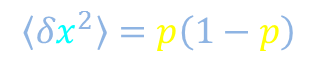 ⟨δx²⟩ = p(1 − p)